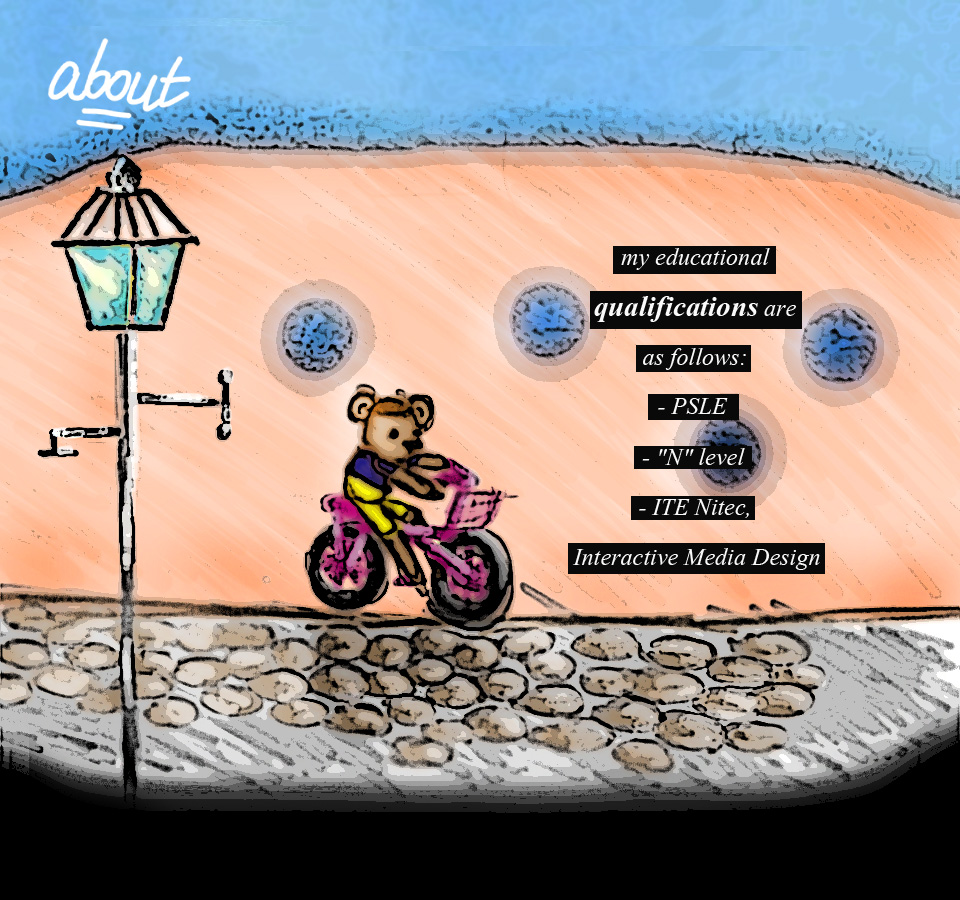 about
my educational
qualifications are
as follows:
- PSLE
- "N" level
- ITE Nitec,
Interactive Media Design